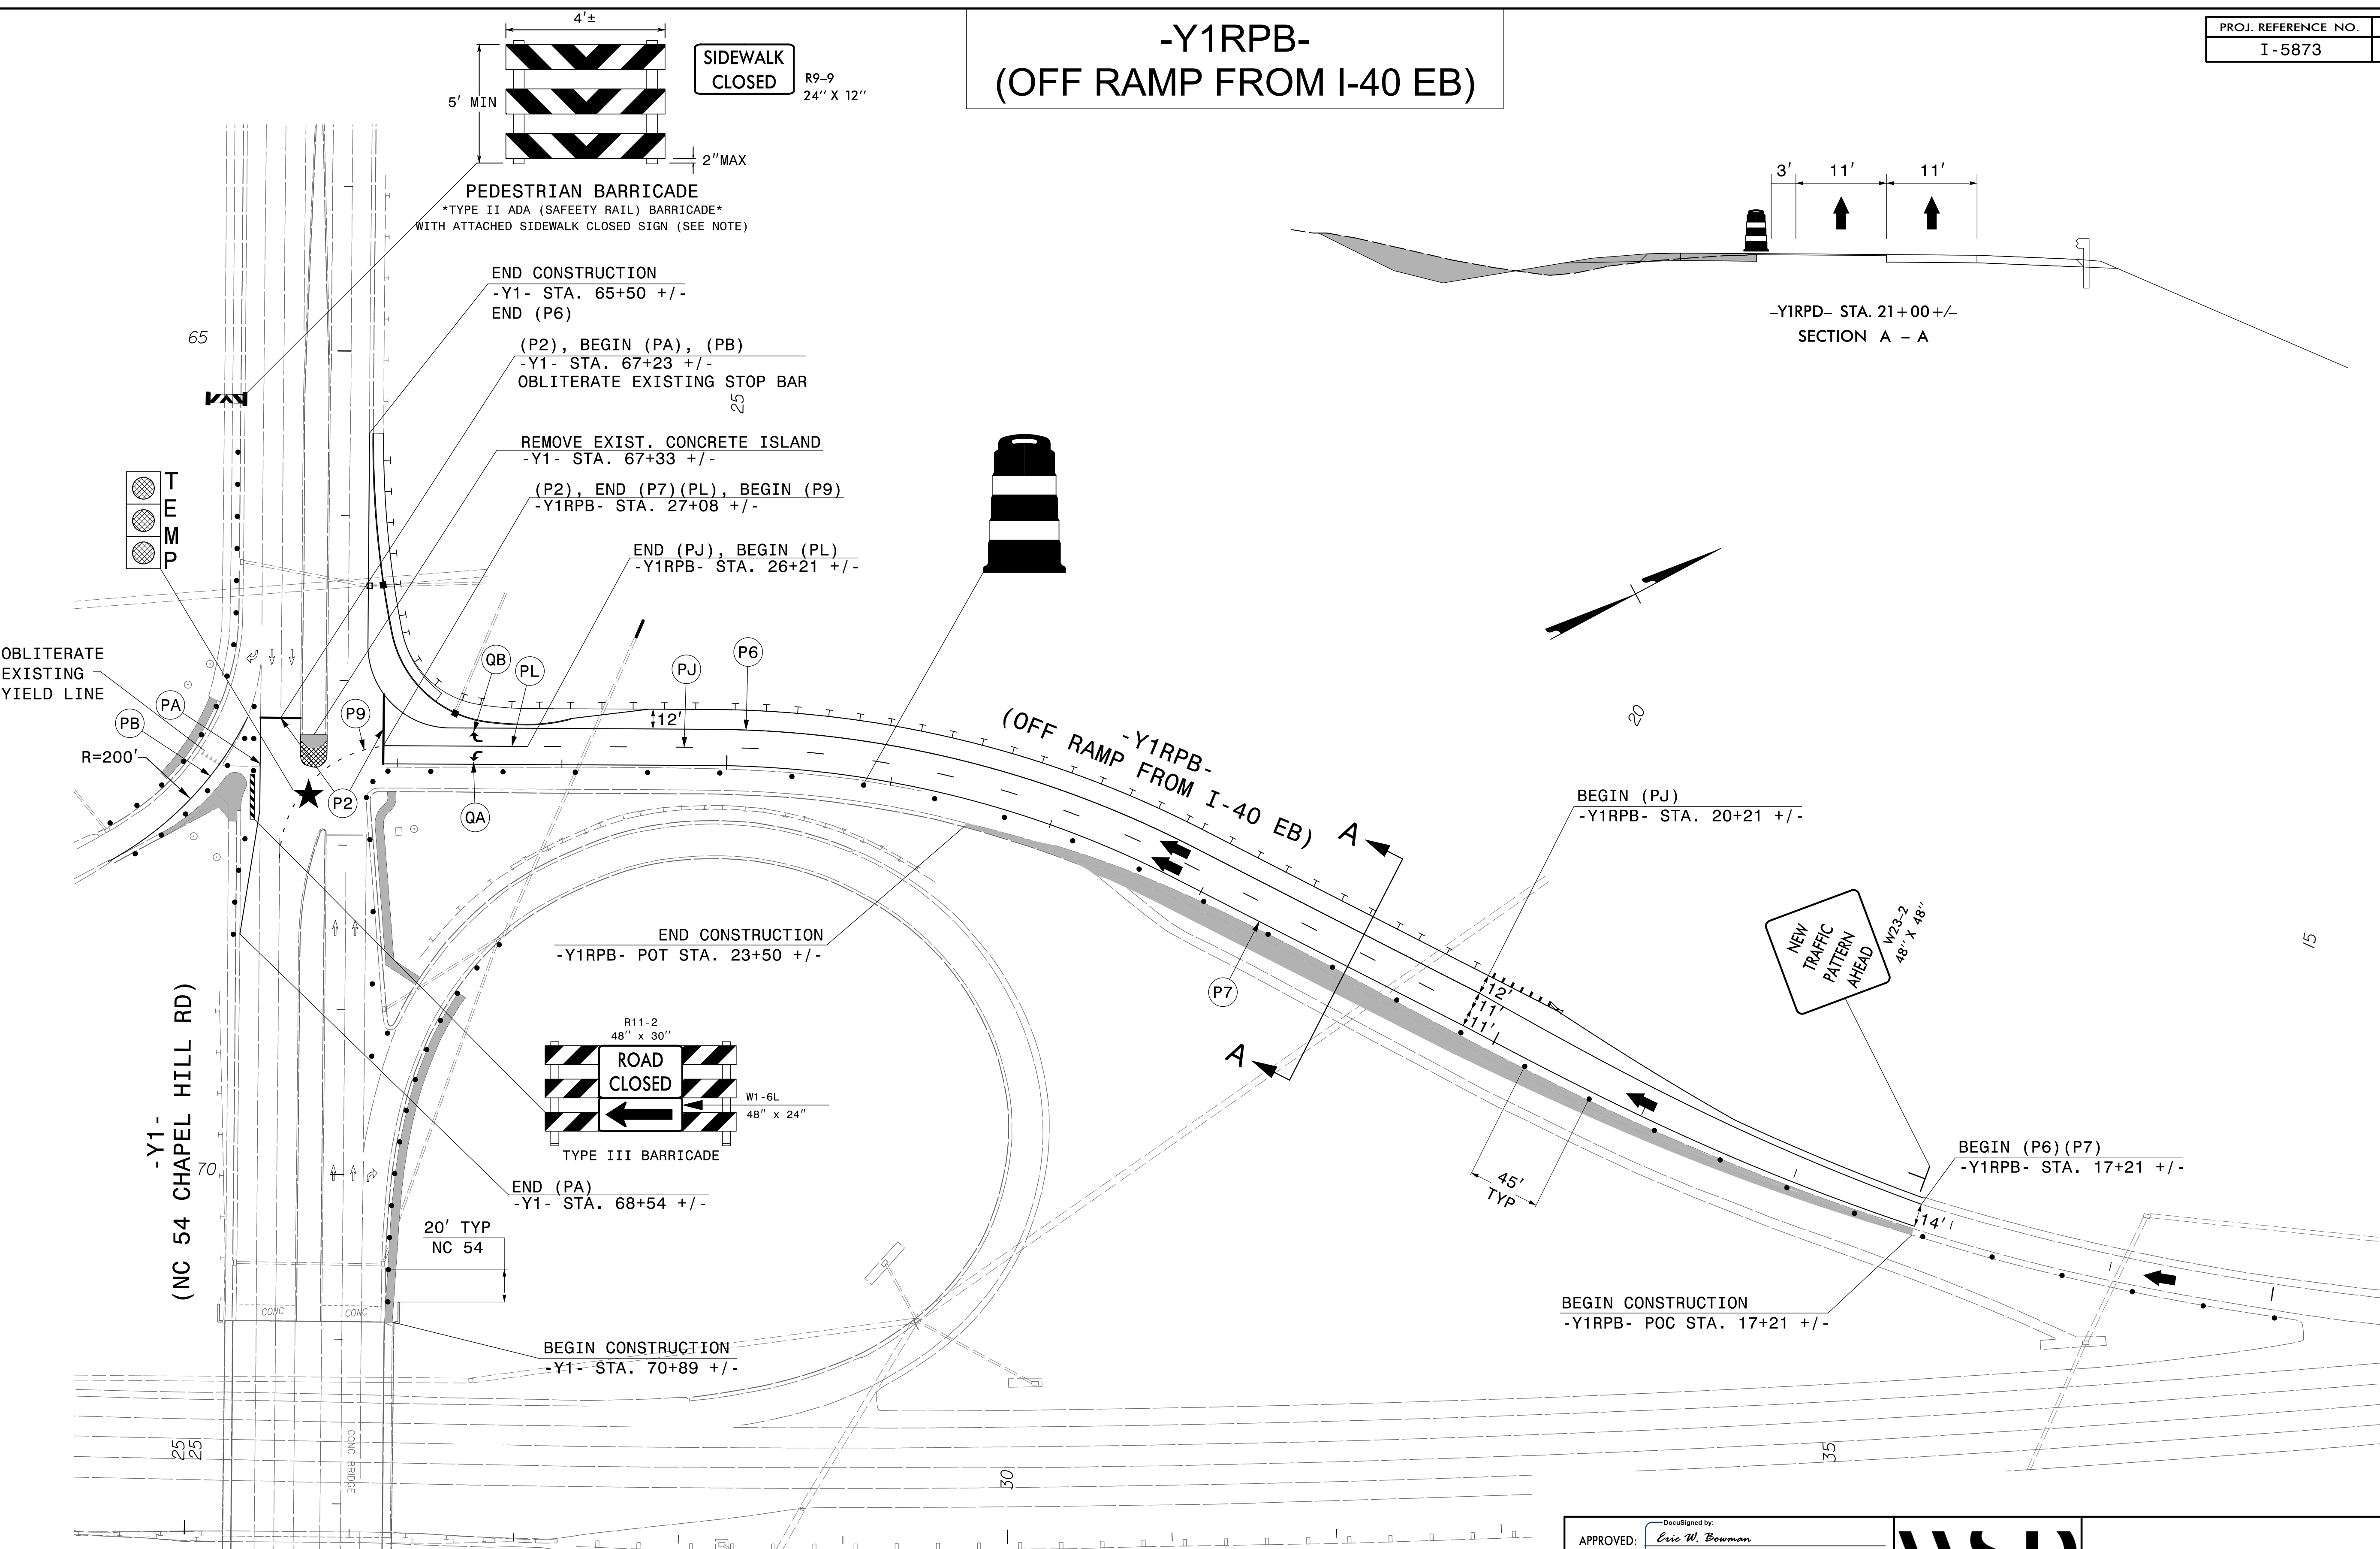 -Y1RPB-
(OFF RAMP FROM I-40 EB)
PROJ. REFERENCE NO.
I-5873
4'±
5' MIN
2"MAX
SIDEWALK
CLOSED
R9-9
24" X 12"
PEDESTRIAN BARRICADE
*TYPE II ADA (SAFEETY RAIL) BARRICADE*
WITH ATTACHED SIDEWALK CLOSED SIGN (SEE NOTE)
3'
11'
11'
-Y1RPD- STA. 21+00 +/-
SECTION A - A
END CONSTRUCTION
-Y1- STA. 65+50 +/-
END (P6)
65
(P2), BEGIN (PA), (PB)
-Y1- STA. 67+23 +/-
OBLITERATE EXISTING STOP BAR
25
REMOVE EXIST. CONCRETE ISLAND
-Y1- STA. 67+33 +/-
(P2), END (P7)(PL), BEGIN (P9)
-Y1RPB- STA. 27+08 +/-
END (PJ), BEGIN (PL)
-Y1RPB- STA. 26+21 +/-
TEMP
OBLITERATE
EXISTING
YIELD LINE
PA
PB
R=200'
P9
P2
QB
PL
PJ
P6
12'
QA
-Y1RPB-
(OFF RAMP FROM I-40 EB)
20
A
BEGIN (PJ)
-Y1RPB- STA. 20+21 +/-
NEW
TRAFFIC
PATTERN
AHEAD
W23-2
48" X 48"
15
END CONSTRUCTION
-Y1RPB- POT STA. 23+50 +/-
P7
12'
11'
11'
A
R11-2
48" x 30"
ROAD
CLOSED
W1-6L
48" x 24"
TYPE III BARRICADE
-Y1-
(NC 54 CHAPEL HILL RD)
70
END (PA)
-Y1- STA. 68+54 +/-
20' TYP
NC 54
45'
TYP
BEGIN (P6)(P7)
-Y1RPB- STA. 17+21 +/-
14'
BEGIN CONSTRUCTION
-Y1RPB- POC STA. 17+21 +/-
CONC
CONC
BEGIN CONSTRUCTION
-Y1- STA. 70+89 +/-
25
25
CONC BRIDGE
30
35
DocuSigned by:
APPROVED:
Eric W. Bowman